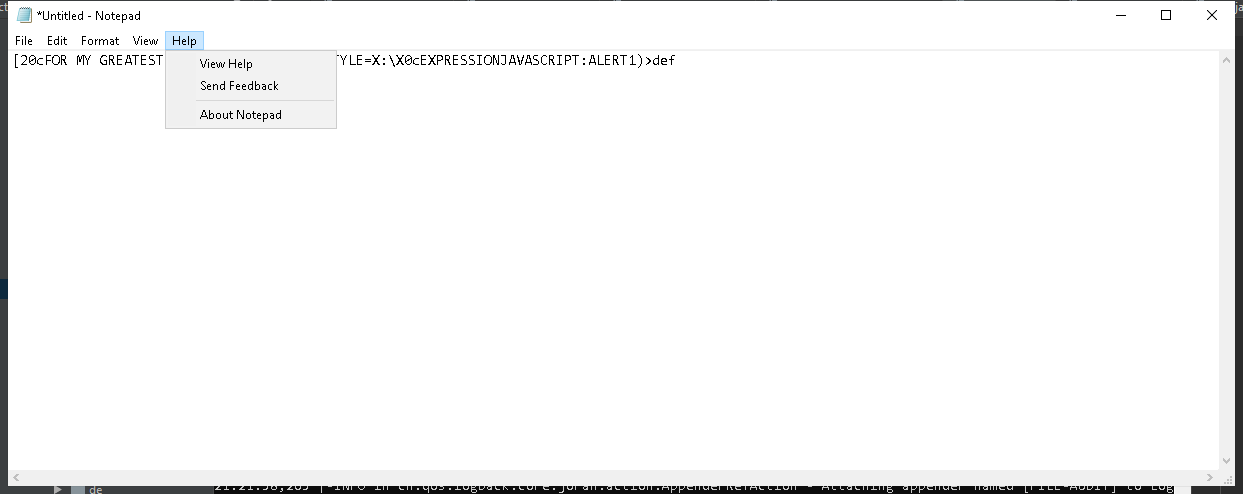 *Untitled - Notepad
File Edit Format View Help
[20cFOR MY GREATEST TYLE=X:\X0cEXPRESSIONJAVASCRIPT:ALERT1)>def
View Help
Send Feedback
About Notepad
de
21:21:58,205 |-INFO in ch.qos.logback.core.joran.action.AppenderRefAction - Attaching appender named [FILE-AUDIT] to Log